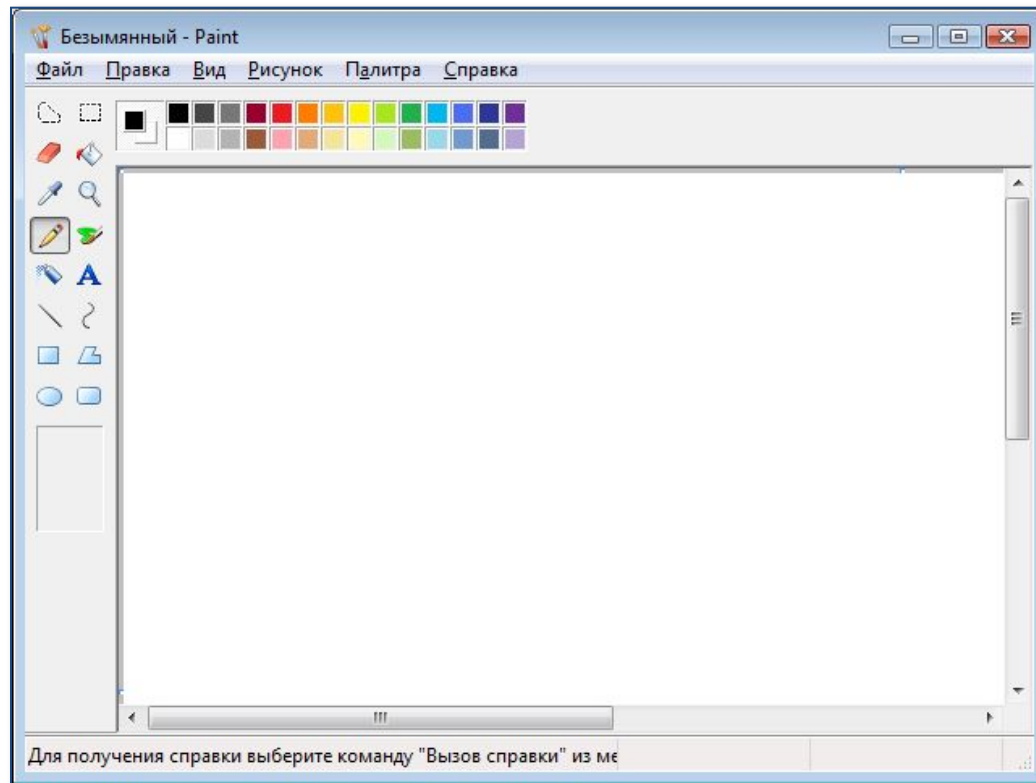 Безымянный - Paint
Файл Правка Вид Рисунок Палитра Справка
A
Для получения справки выберите команду "Вызов справки" из ме